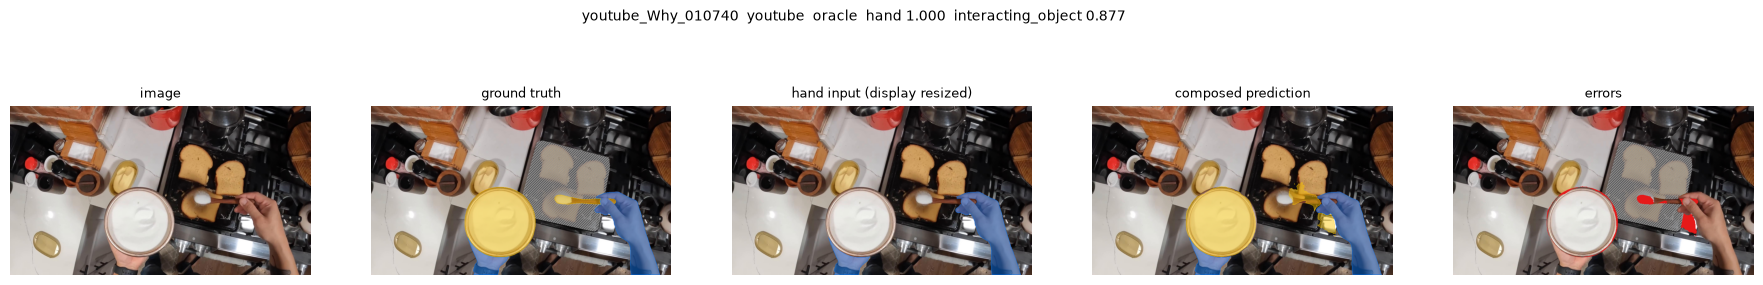 youtube_Why_010740  youtube  oracle  hand 1.000  interacting_object 0.877
image
ground truth
hand input (display resized)
composed prediction
errors